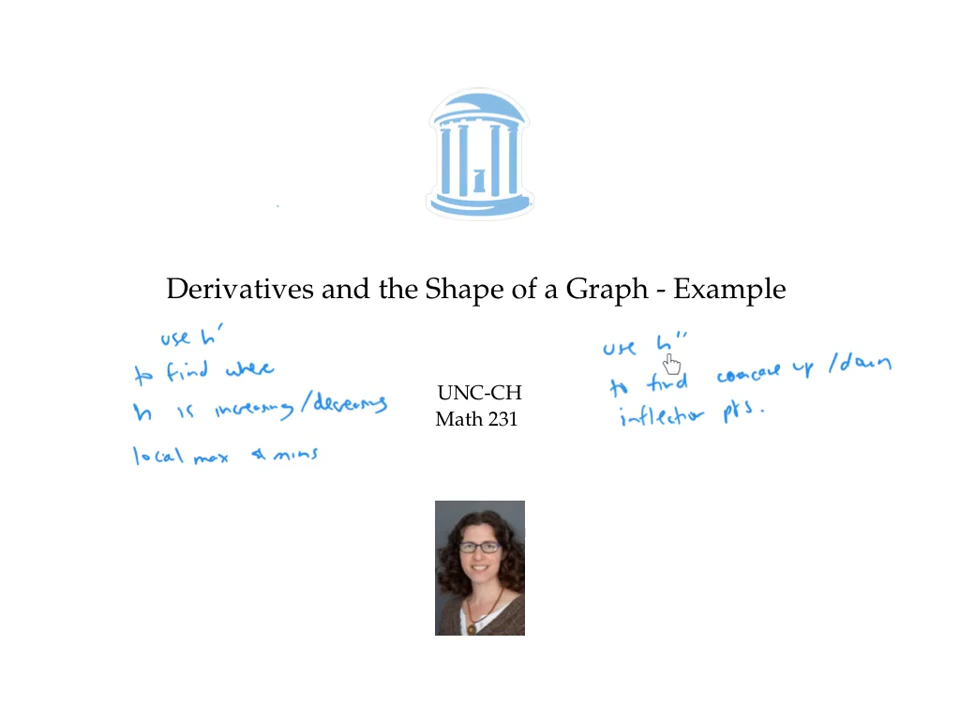 Derivatives and the Shape of a Graph - Example
use h'
to find where
h is increasing/decreasing
local max & mins
UNC-CH
Math 231
use h"
to find concave up/down
inflection pts.